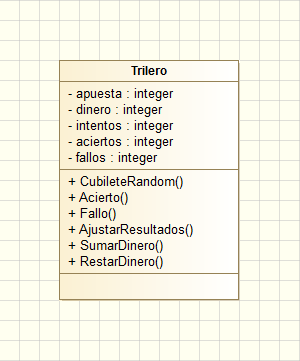 Trilero
- apuesta : integer
- dinero : integer
- intentos : integer
- aciertos : integer
- fallos : integer
+ CubileteRandom()
+ Acierto()
+ Fallo()
+ AjustarResultados()
+ SumarDinero()
+ RestarDinero()